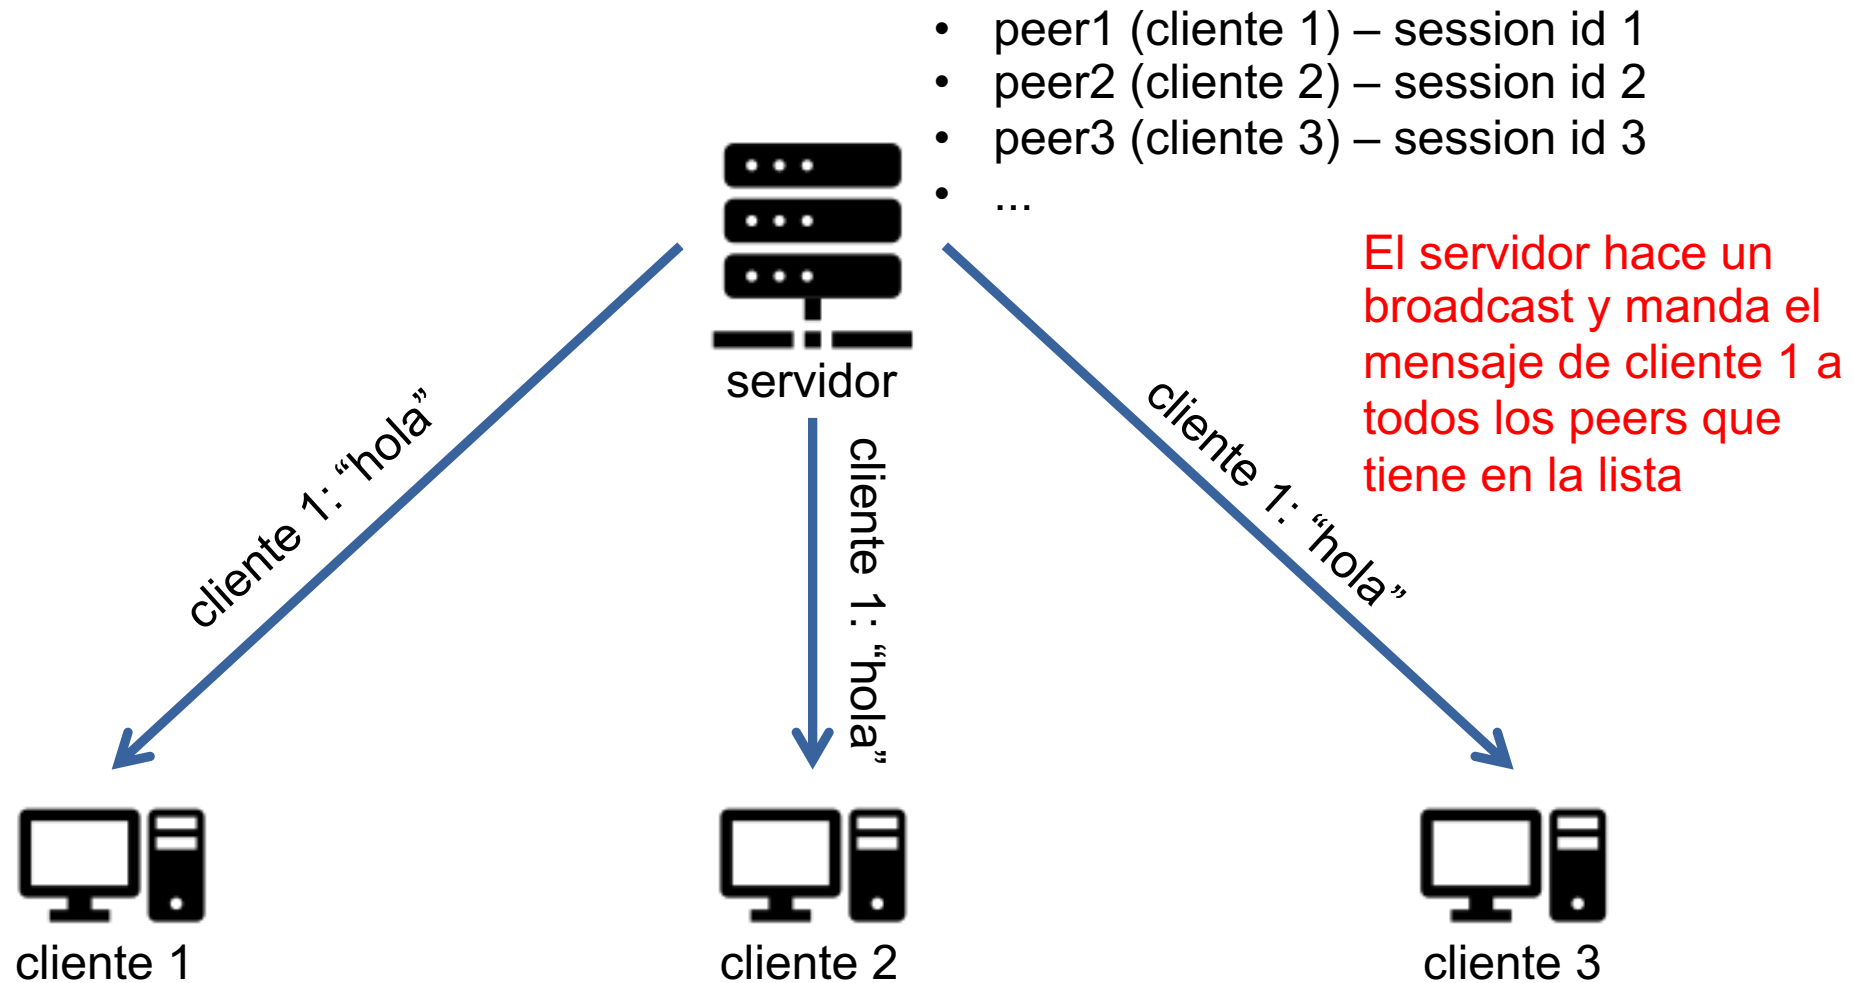 • peer1 (cliente 1) – session id 1
• peer2 (cliente 2) – session id 2
• peer3 (cliente 3) – session id 3
• ...
El servidor hace un
broadcast y manda el
mensaje de cliente 1 a
todos los peers que
tiene en la lista
servidor
cliente 1: “hola”
cliente 1: “hola”
cliente 1: “hola”
cliente 1
cliente 2
cliente 3